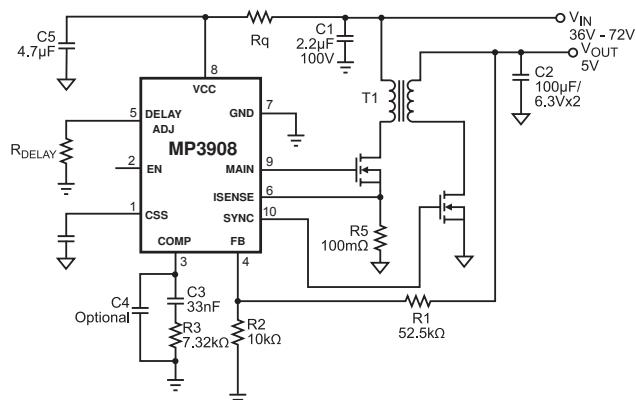 C5
4.7μF
Rq
C1
2.2μF
100V
VIN
36V - 72V
VOUT
5V
C2
100μF/
6.3Vx2
T1
8
VCC
5
DELAY
ADJ
RDELAY
7
GND
MP3908
2
EN
MAIN
9
ISENSE
6
1
CSS
SYNC
10
COMP
FB
3
4
R5
100mΩ
C4
Optional
C3
33nF
R3
7.32kΩ
R2
10kΩ
R1
52.5kΩ